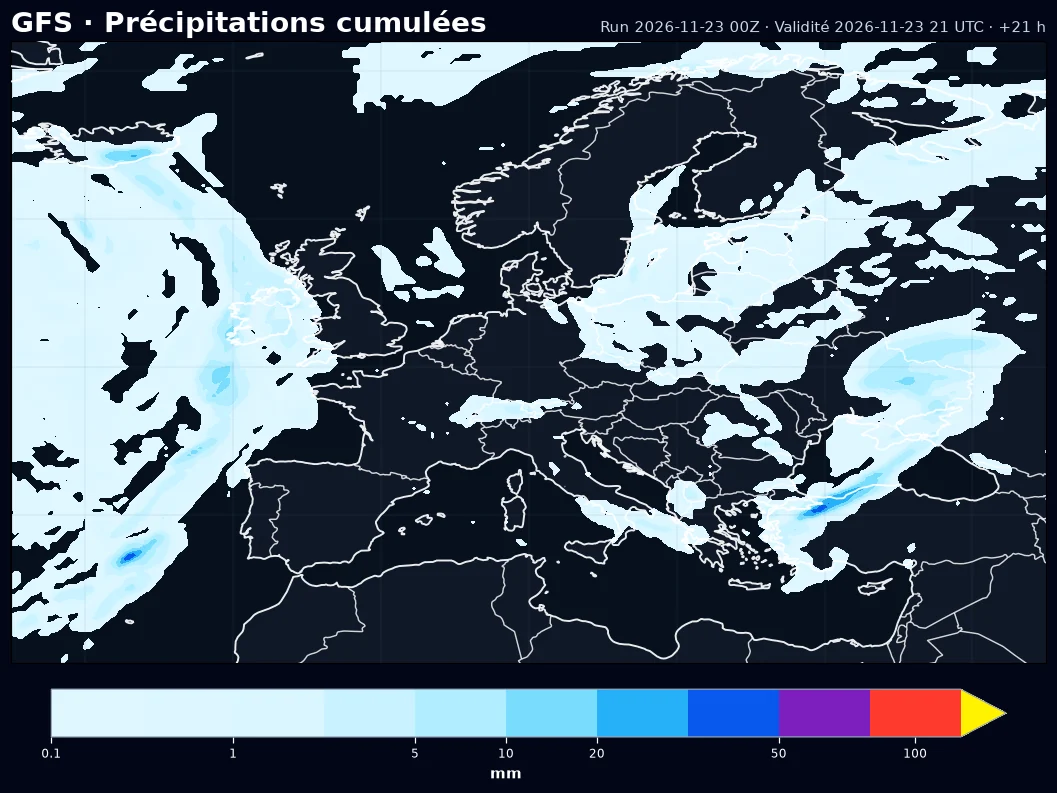 GFS · Précipitations cumulées
Run 2026-11-23 00Z · Validité 2026-11-23 21 UTC · +21 h
0.1 1 5 10 20 50 100
mm